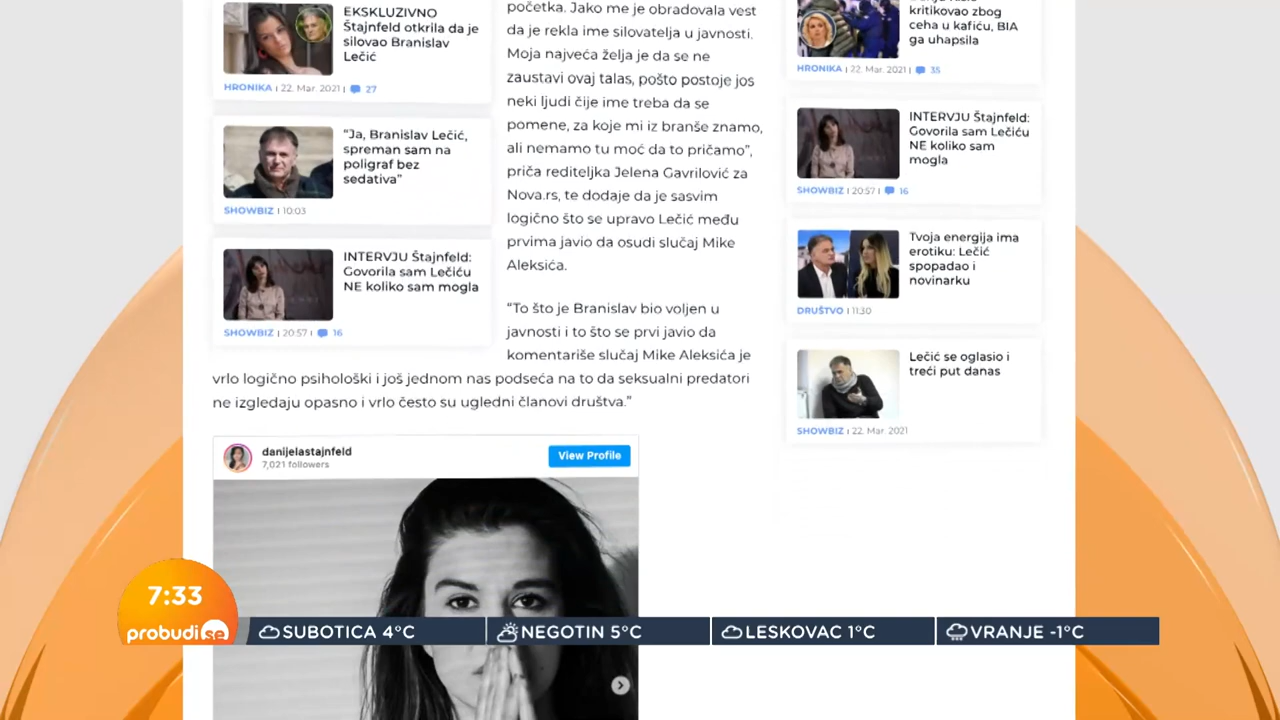 EKSKLUZIVNO
Štajnfeld otkrila da je
silovao Branislav
Lečić
HRONIKA I 22. Mar. 2021 I 27
“Ja, Branislav Lečić,
spreman sam na
poligraf bez
sedativa”
SHOWBIZ I 10:03
INTERVJU Štajnfeld:
Govorila sam Lečiću
NE koliko sam mogla
SHOWBIZ I 20:57 I 16
početka. Jako me je obradovala vest
da je rekla ime silovatelja u javnosti.
Moja najveća želja je da se ne
zaustavi ovaj talas, pošto postoje jos
neki ljudi čije ime treba da se
pomene, za koje mi iz branše znamo,
ali nemamo tu moć da to pričamo”,
priča rediteljka Jelena Gavrilović za
Nova.rs, te dodaje da je sasvim
logično što se upravo Lečić među
prvima javio da osudi slučaj Mike
Aleksića.
“To što je Branislav bio voljen u
javnosti i to što se prvi javio da
komentariše slučaj Mike Aleksića je
vrlo logično psihološki i još jednom nas podseća na to da seksualni predatori
ne izgledaju opasno i vrlo često su ugledni članovi društva.”
kritikovao zbog
ceha u kafiću, BIA
ga uhapsila
HRONIKA I 22. Mar. 2021 I 35
INTERVJU Štajnfeld:
Govorila sam Lečiću
NE koliko sam
mogla
SHOWBIZ I 20:57 I 16
Tvoja energija ima
erotiku: Lečić
spopadao i
novinarku
DRUŠTVO I 11:30
Lečić se oglasio i
treći put danas
SHOWBIZ I 22. Mar. 2021
danijelastajnfeld
7,021 followers
View Profile
7:33
probudi se
SUBOTICA 4°C
NEGOTIN 5°C
LESKOVAC 1°C
VRANJE -1°C